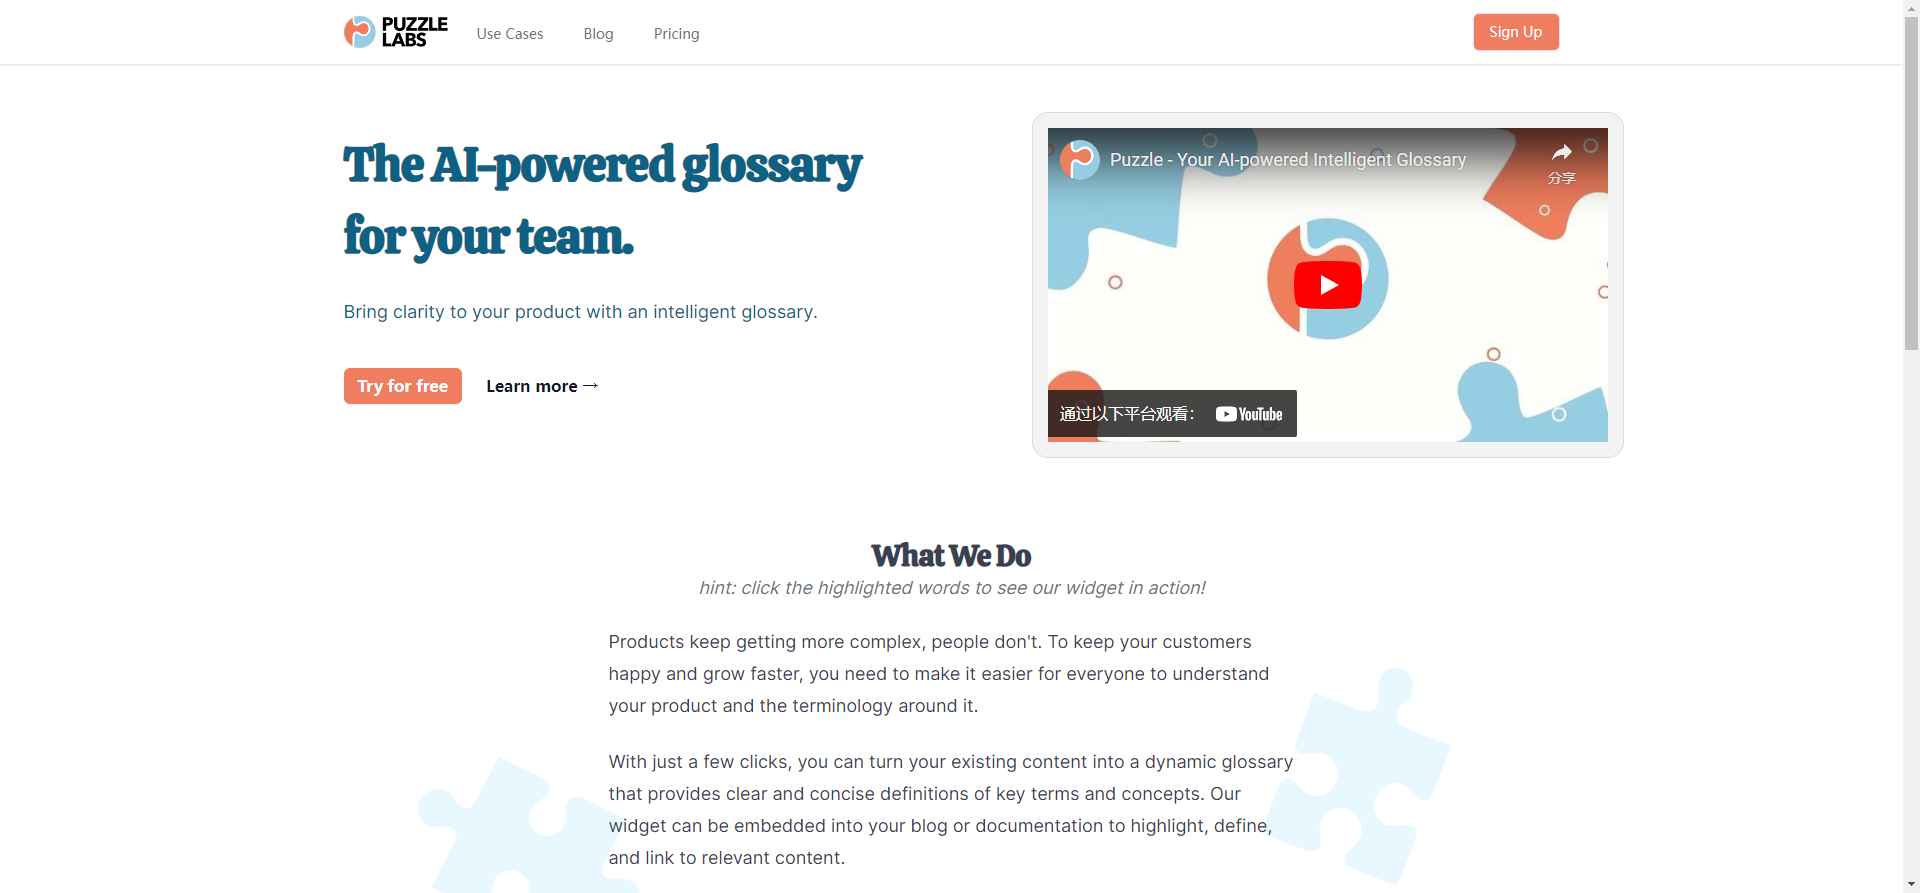 PUZZLE
LABS
Use Cases
Blog
Pricing
Sign Up
The AI-powered glossary
for your team.
Bring clarity to your product with an intelligent glossary.
Try for free
Learn more →
Puzzle - Your AI-powered Intelligent Glossary
分享
通过以下平台观看: YouTube
What We Do
hint: click the highlighted words to see our widget in action!
Products keep getting more complex, people don't. To keep your customers
happy and grow faster, you need to make it easier for everyone to understand
your product and the terminology around it.
With just a few clicks, you can turn your existing content into a dynamic glossary
that provides clear and concise definitions of key terms and concepts. Our
widget can be embedded into your blog or documentation to highlight, define,
and link to relevant content.